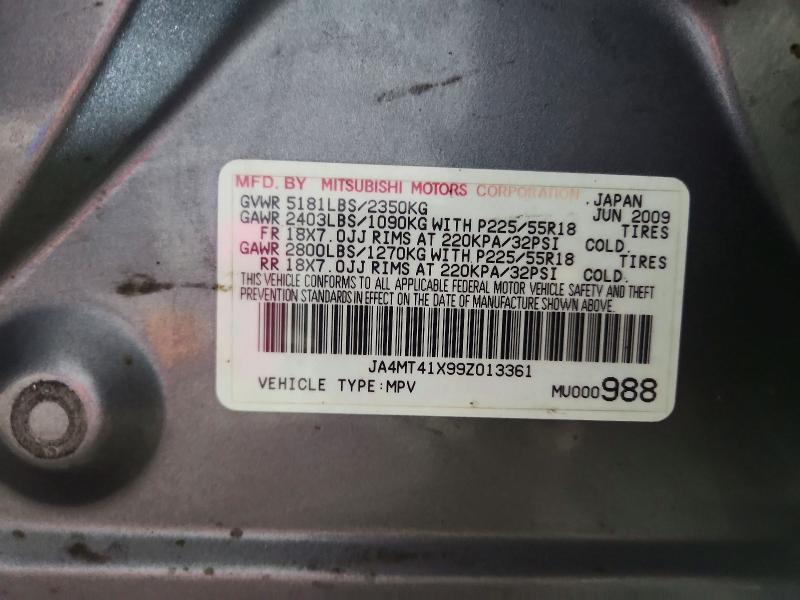 MFD. BY MITSUBISHI MOTORS CORPORATION, JAPAN
GVWR 5181LBS/2350KG JUN 2009
GAWR 2403LBS/1090KG WITH P225/55R18 TIRES
FR 18X7.0JJ RIMS AT 220KPA/32PSI COLD.
GAWR 2800LBS/1270KG WITH P225/55R18 TIRES
RR 18X7.0JJ RIMS AT 220KPA/32PSI COLD.
THIS VEHICLE CONFORMS TO ALL APPLICABLE FEDERAL MOTOR VEHICLE SAFETY AND THEFT
PREVENTION STANDARDS IN EFFECT ON THE DATE OF MANUFACTURE SHOWN ABOVE.
JA4MT41X99Z013361
VEHICLE TYPE:MPV MU000988